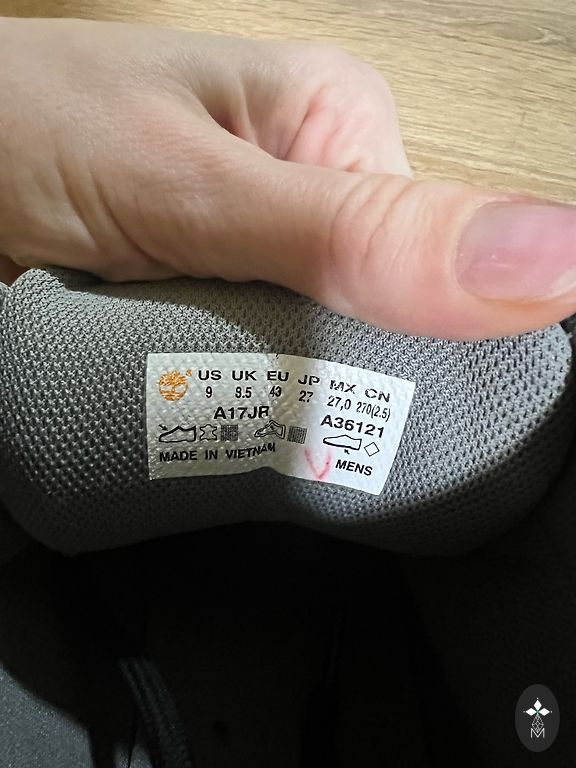 US UK EU JP MX CN
9 8.5 43 27 27,0 270(2.5)
A17JR A36121
MADE IN VIETNAM MENS
M